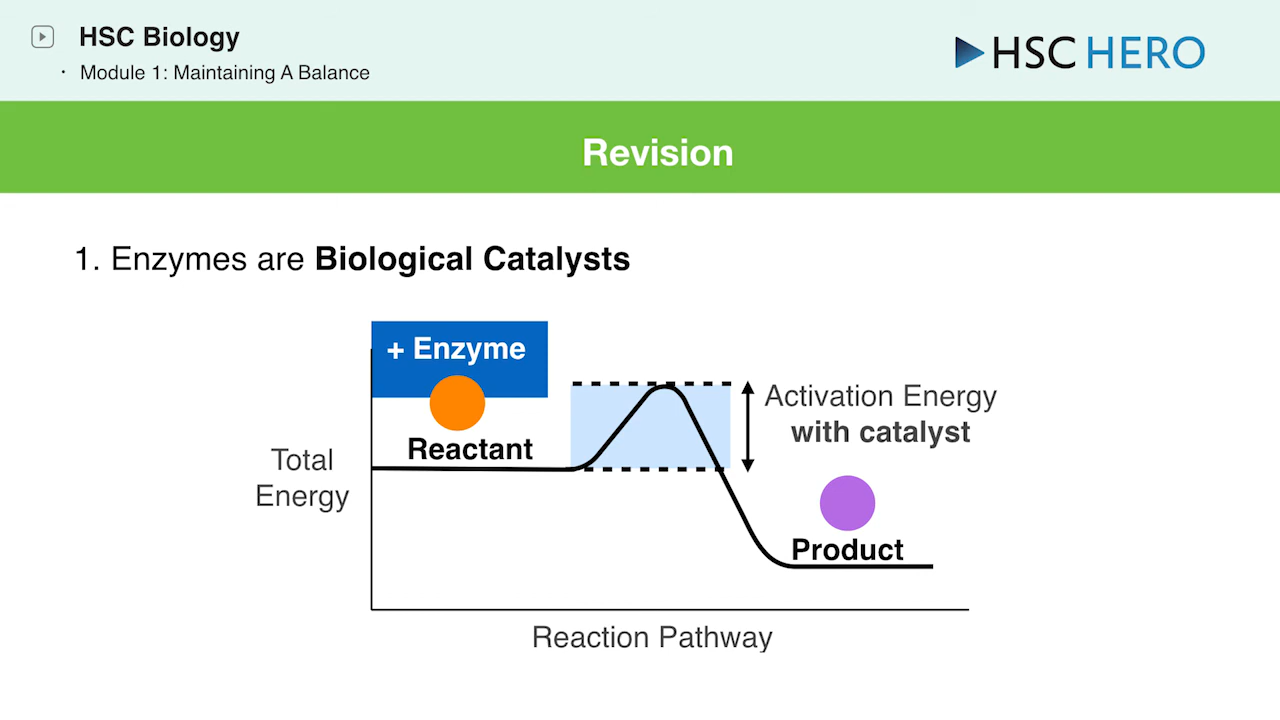 HSC Biology
· Module 1: Maintaining A Balance
HSC HERO
Revision
1. Enzymes are Biological Catalysts
+ Enzyme
Reactant
Total
Energy
Activation Energy
with catalyst
Product
Reaction Pathway